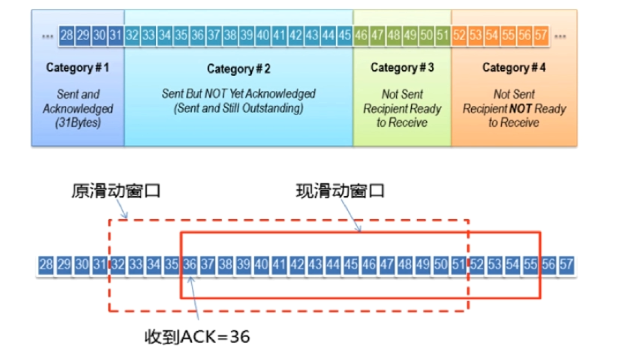 ... 28 29 30 31 32 33 34 35 36 37 38 39 40 41 42 43 44 45 46 47 48 49 50 51 52 53 54 55 56 57 ...
Category # 1
Sent and
Acknowledged
(31Bytes)
Category # 2
Sent But NOT Yet Acknowledged
(Sent and Still Outstanding)
Category # 3
Not Sent
Recipient Ready
to Receive
Category # 4
Not Sent
Recipient NOT Ready
to Receive
原滑动窗口
现滑动窗口
28 29 30 31 32 33 34 35 36 37 38 39 40 41 42 43 44 45 46 47 48 49 50 51 52 53 54 55 56 57
收到ACK=36